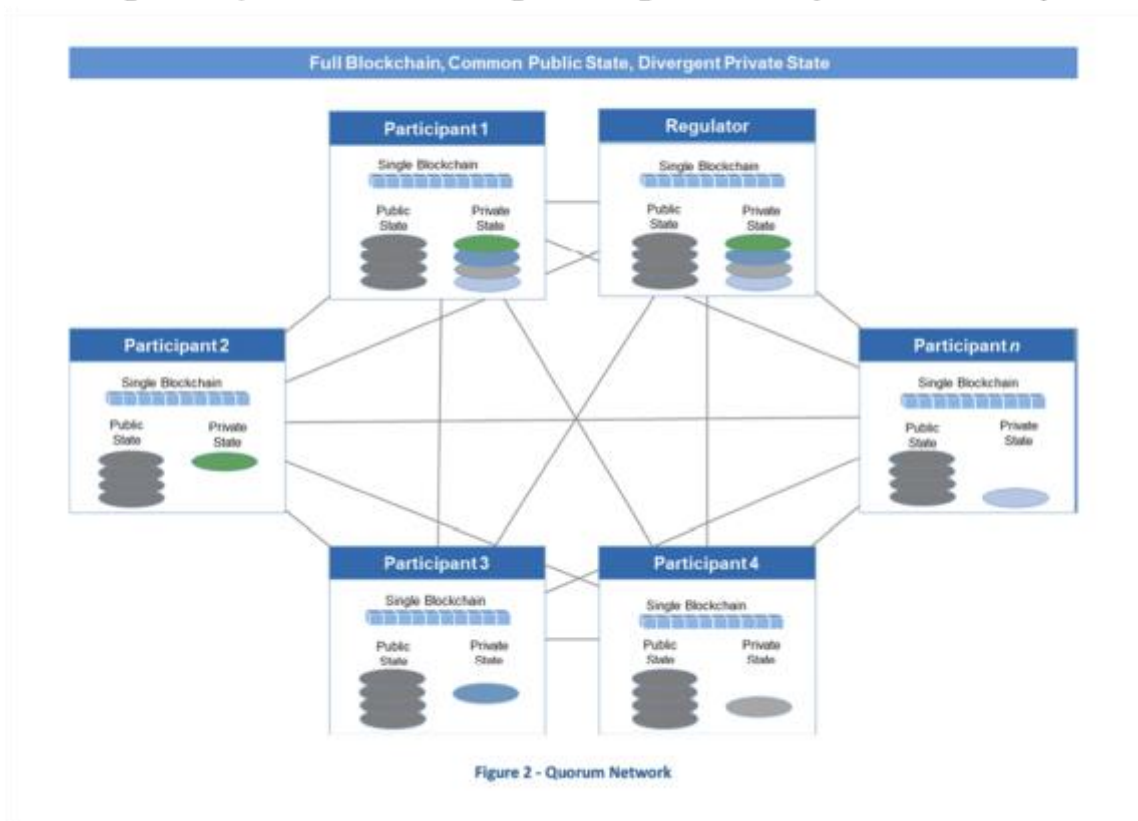 Full Blockchain, Common Public State, Divergent Private State
Participant 1
Single Blockchain
Public
State
Private
State
Regulator
Single Blockchain
Public
State
Private
State
Participant 2
Single Blockchain
Public
State
Private
State
Participant n
Single Blockchain
Public
State
Private
State
Participant 3
Single Blockchain
Public
State
Private
State
Participant 4
Single Blockchain
Public
State
Private
State
Figure 2 - Quorum Network